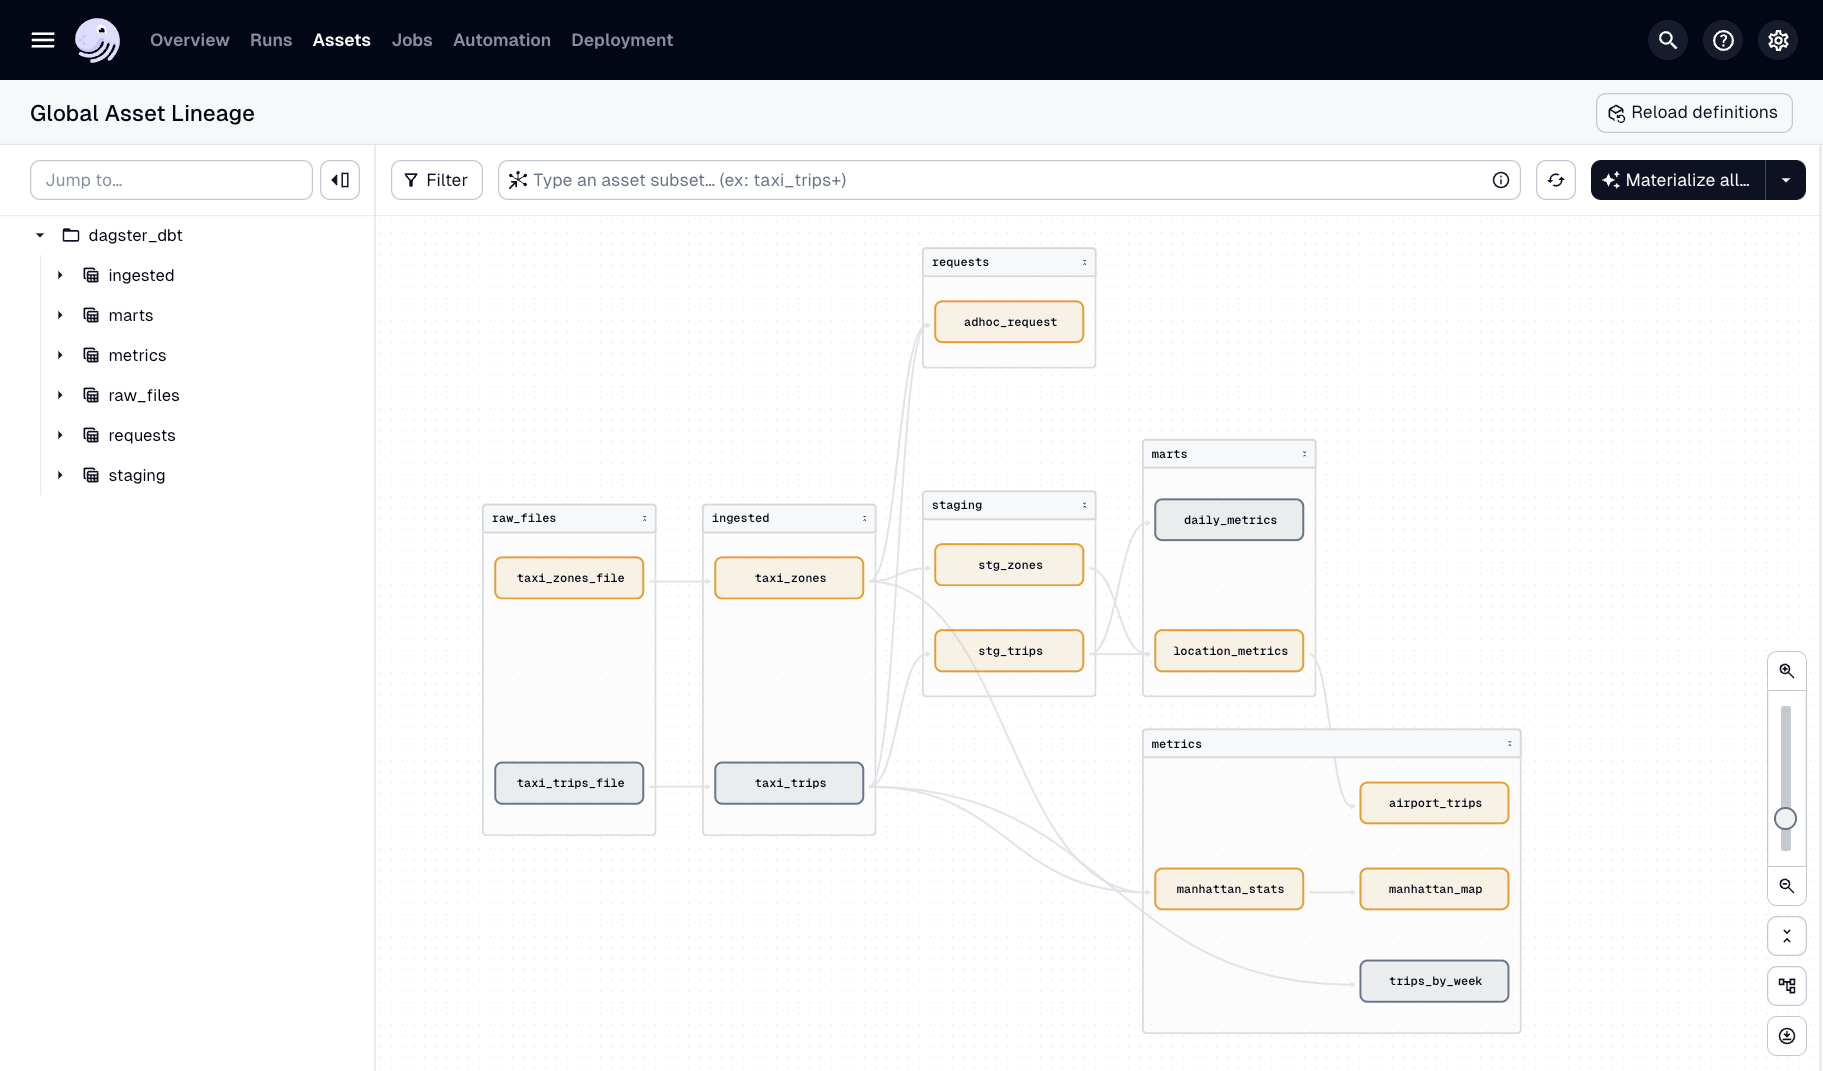 Overview Runs Assets Jobs Automation Deployment
Global Asset Lineage
Reload definitions
Jump to…
Filter
Type an asset subset… (ex: taxi_trips+)
Materialize all…
dagster_dbt
ingested
marts
metrics
raw_files
requests
staging
requests
adhoc_request
raw_files
taxi_zones_file
taxi_trips_file
ingested
taxi_zones
taxi_trips
staging
stg_zones
stg_trips
marts
daily_metrics
location_metrics
metrics
airport_trips
manhattan_stats
manhattan_map
trips_by_week